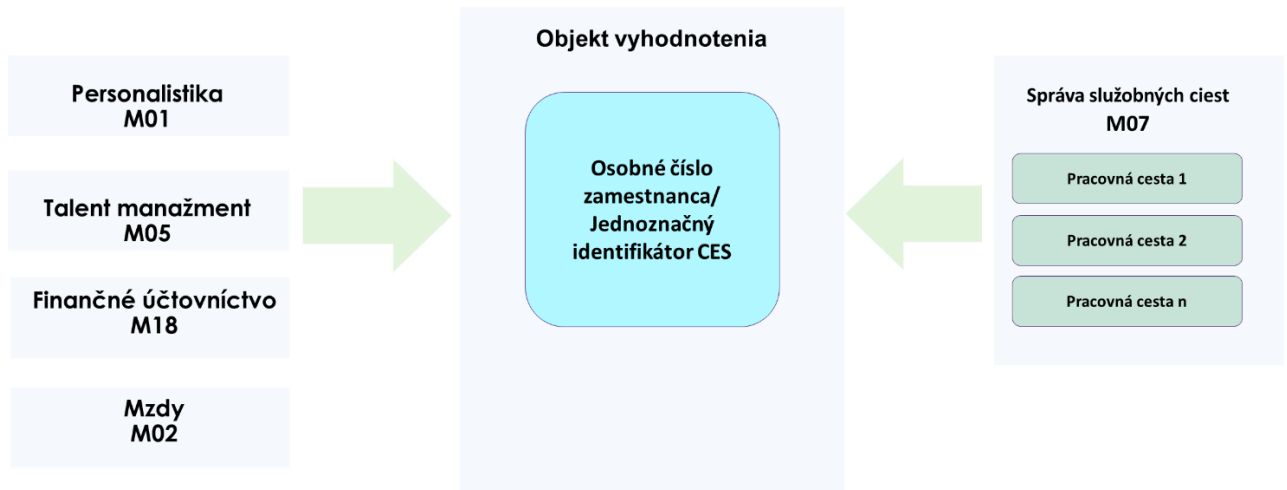 Personalistika
M01
Talent manažment
M05
Finančné účtovníctvo
M18
Mzdy
M02
Objekt vyhodnotenia
Osobné číslo
zamestnanca/
Jednoznačný
identifikátor CES
Správa služobných ciest
M07
Pracovná cesta 1
Pracovná cesta 2
Pracovná cesta n